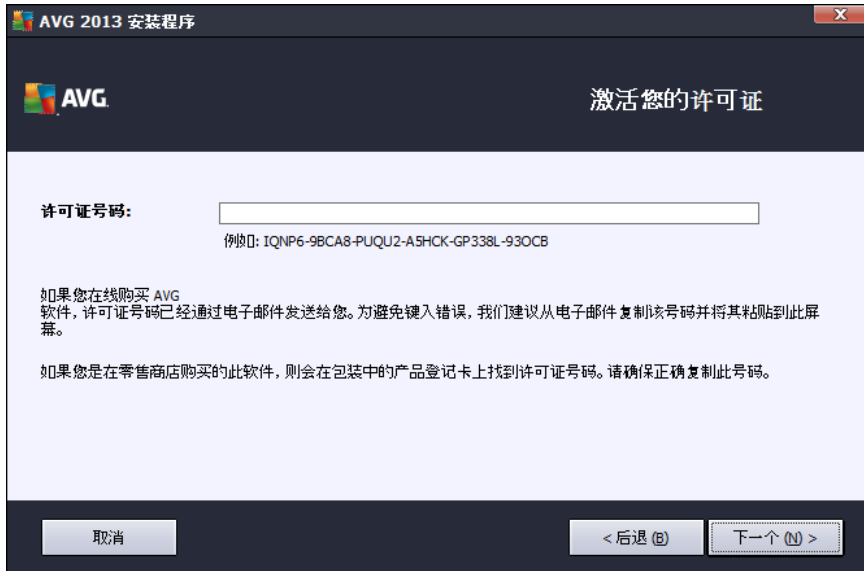 AVG 2013 安装程序
AVG.
激活您的许可证
许可证号码:
例如: IQNP6-9BCA8-PUQU2-A5HCK-GP338L-93OCB
如果您在线购买 AVG
软件, 许可证号码已经通过电子邮件发送给您。为避免键入错误, 我们建议从电子邮件复制该号码并将其粘贴到此屏
幕。
如果您是在零售商店购买的此软件, 则会在包装中的产品登记卡上找到许可证号码。请确保正确复制此号码。
取消
< 后退 (B)
下一个 (N) >